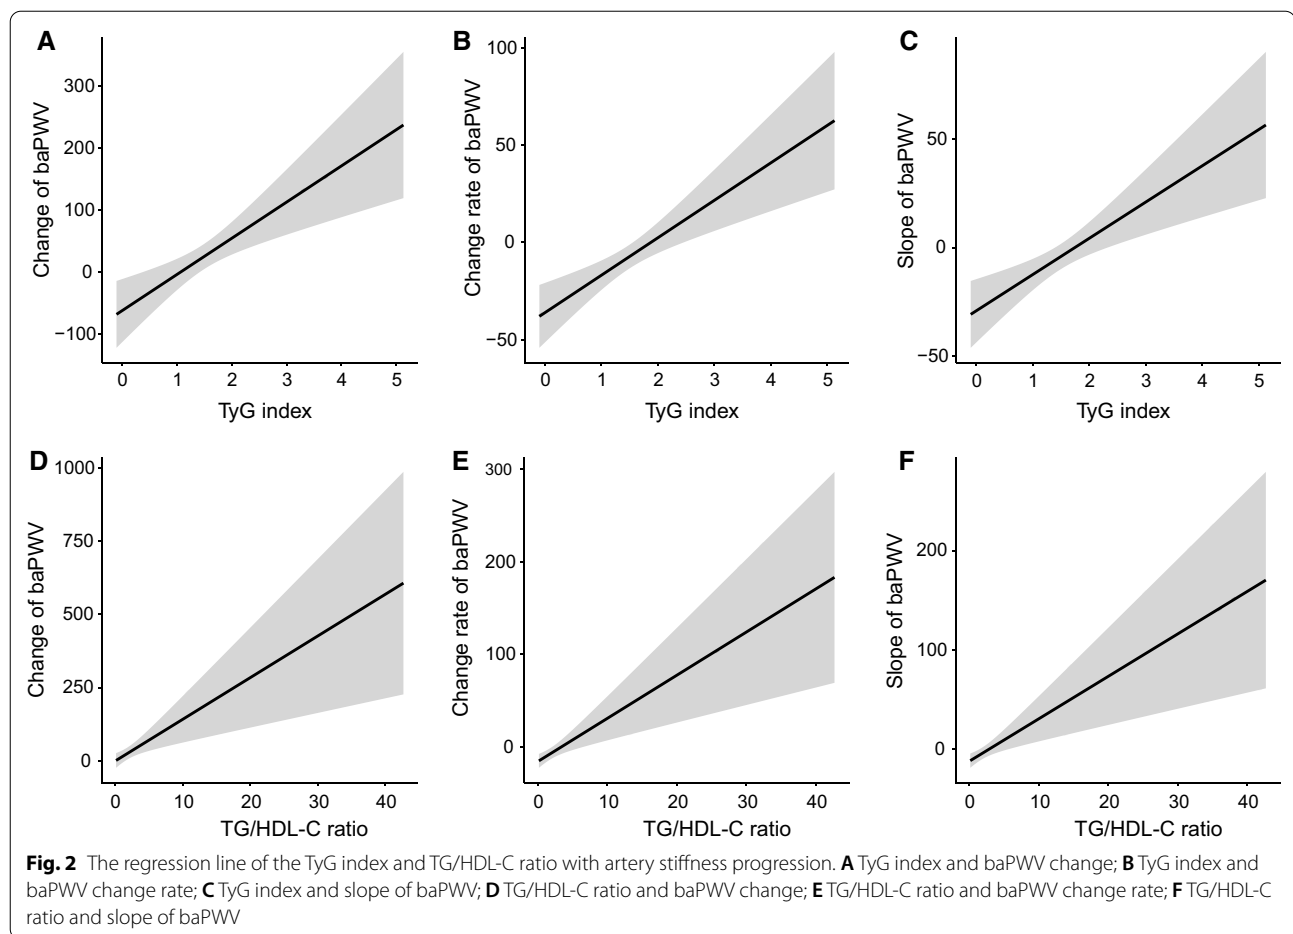 A
Change of baPWV
300
200
100
0
−100
0 1 2 3 4 5
TyG index
B
Change rate of baPWV
100
50
0
−50
0 1 2 3 4 5
TyG index
C
Slope of baPWV
50
0
−50
0 1 2 3 4 5
TyG index
D
Change of baPWV
1000
750
500
250
0
0 10 20 30 40
TG/HDL-C ratio
E
Change rate of baPWV
300
200
100
0
0 10 20 30 40
TG/HDL-C ratio
F
Slope of baPWV
200
100
0
0 10 20 30 40
TG/HDL-C ratio
Fig. 2 The regression line of the TyG index and TG/HDL-C ratio with artery stiffness progression. A TyG index and baPWV change; B TyG index and
baPWV change rate; C TyG index and slope of baPWV; D TG/HDL-C ratio and baPWV change; E TG/HDL-C ratio and baPWV change rate; F TG/HDL-C
ratio and slope of baPWV